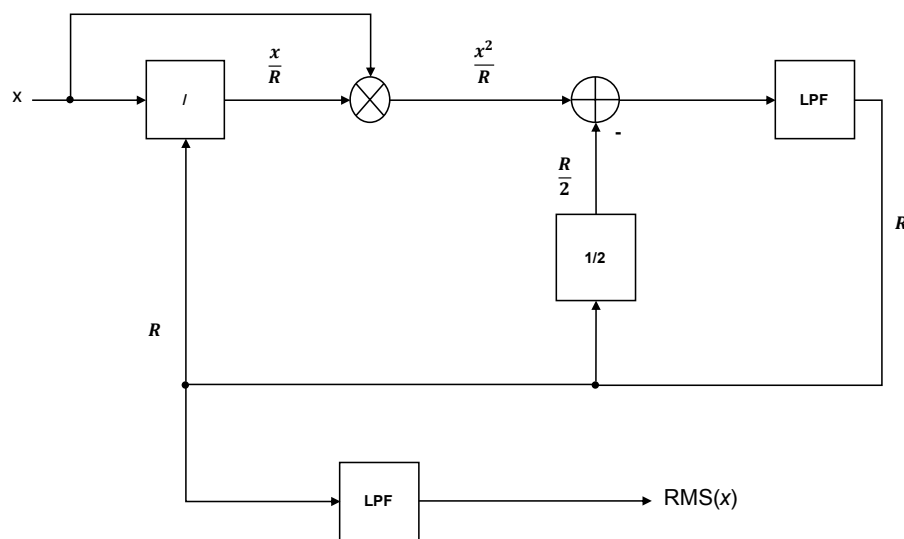 x
/
x/R
x²/R
-
LPF
R/2
1/2
R
R
LPF
RMS(x)